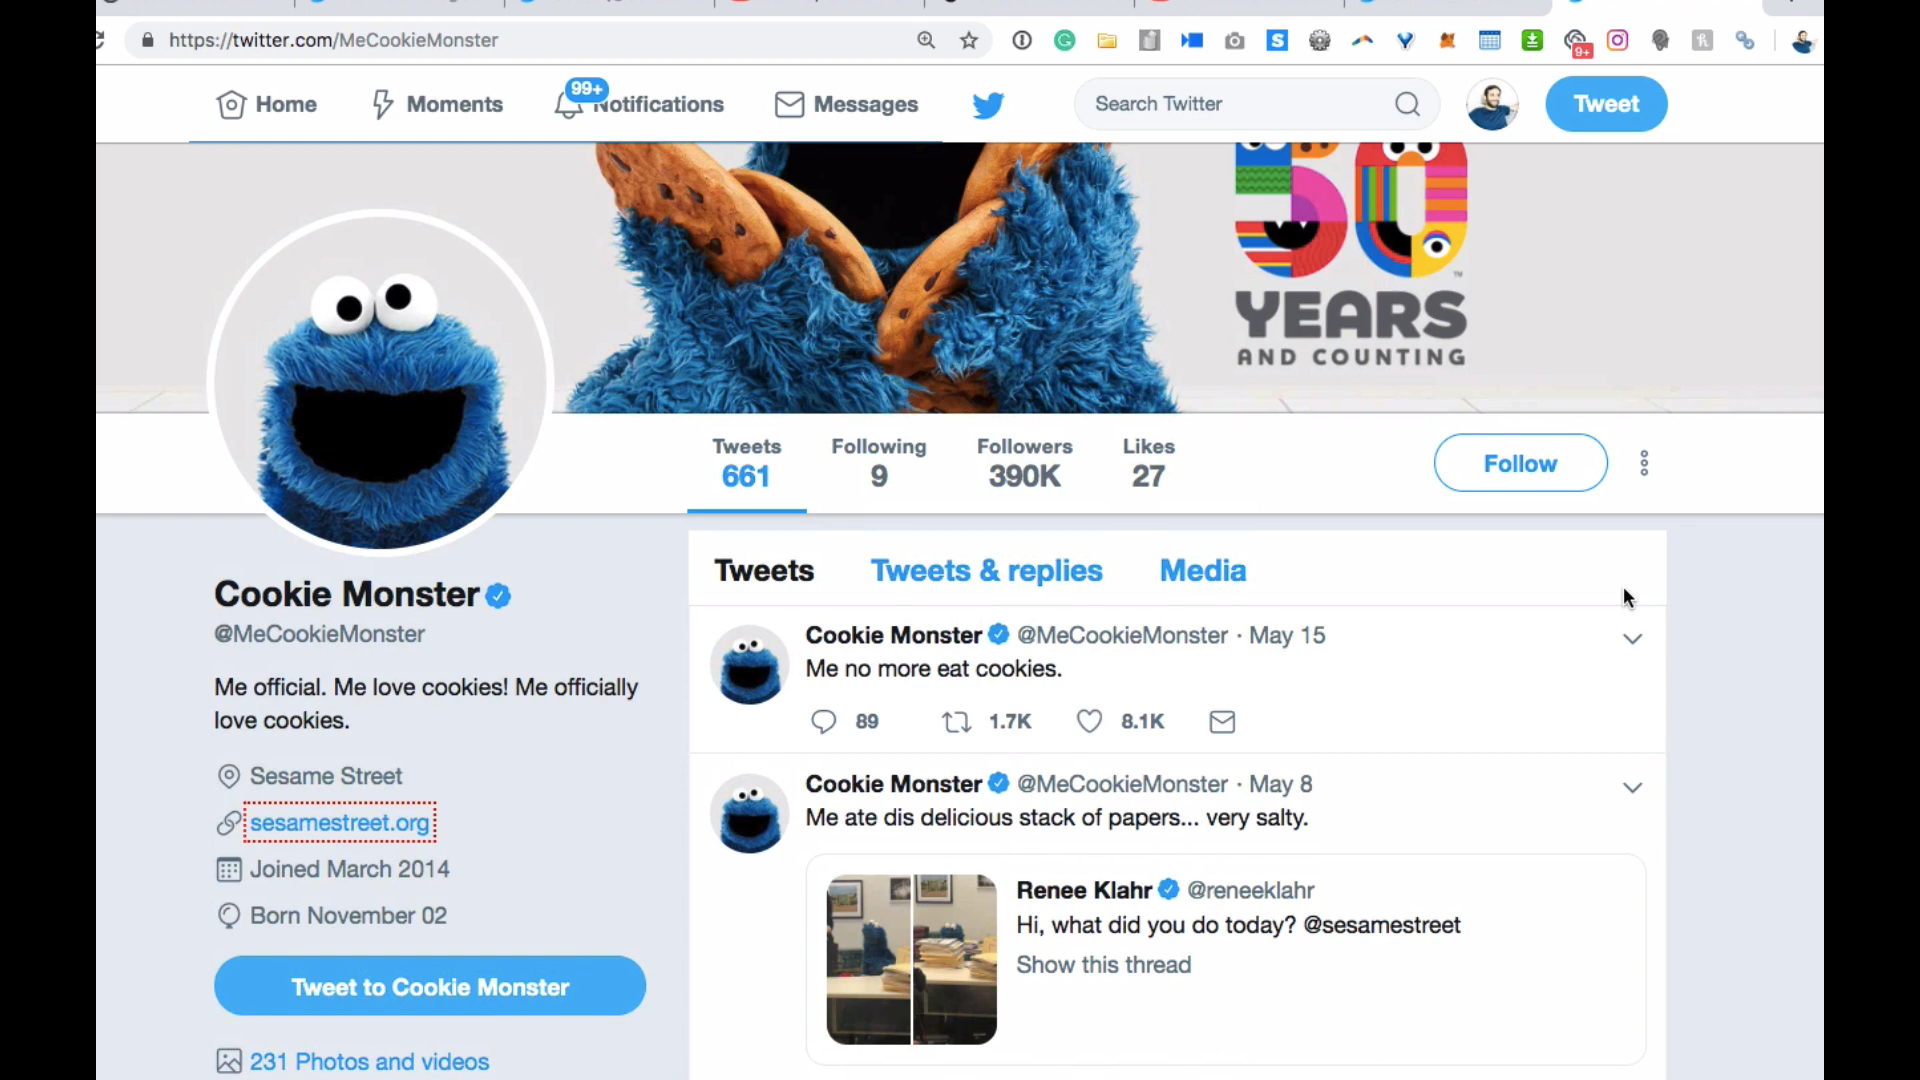 https://twitter.com/MeCookieMonster
9+
Home
Moments
99+
Notifications
Messages
Search Twitter
Tweet
50
YEARS
AND COUNTING
Tweets
661
Following
9
Followers
390K
Likes
27
Follow
Cookie Monster
@MeCookieMonster
Me official. Me love cookies! Me officially
love cookies.
Sesame Street
sesamestreet.org
Joined March 2014
Born November 02
Tweet to Cookie Monster
231 Photos and videos
Tweets Tweets & replies Media
Cookie Monster @MeCookieMonster · May 15
Me no more eat cookies.
89 1.7K 8.1K
Cookie Monster @MeCookieMonster · May 8
Me ate dis delicious stack of papers... very salty.
Renee Klahr @reneeklahr
Hi, what did you do today? @sesamestreet
Show this thread